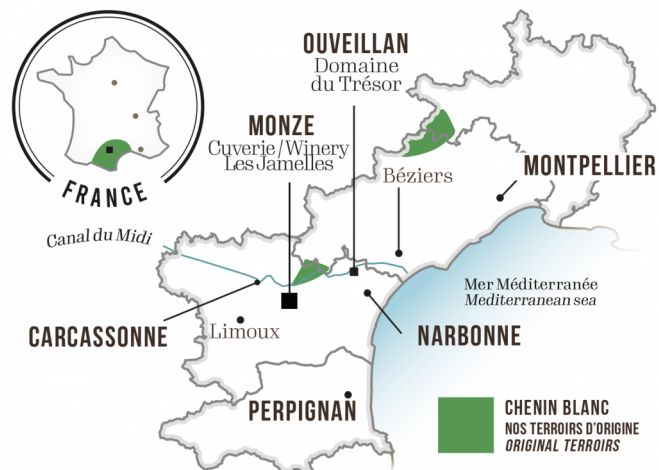 OUVEILLAN
Domaine
du Trésor
MONZE
Cuverie / Winery
Les Jamelles
MONTPELLIER
Béziers
FRANCE
Canal du Midi
Mer Méditerranée
Mediterranean sea
CARCASSONNE
Limoux
NARBONNE
PERPIGNAN
CHENIN BLANC
NOS TERROIRS D'ORIGINE
ORIGINAL TERROIRS